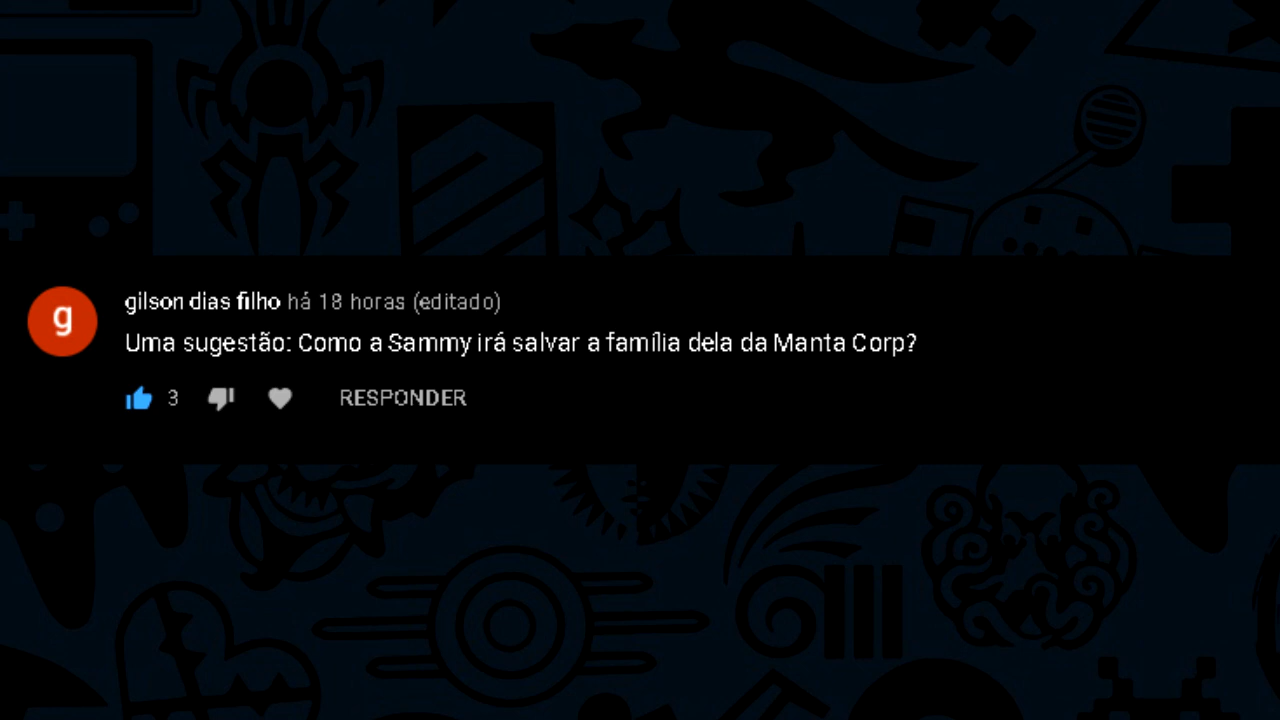 g
gilson dias filho há 18 horas (editado)
Uma sugestão: Como a Sammy irá salvar a família dela da Manta Corp?
3 RESPONDER